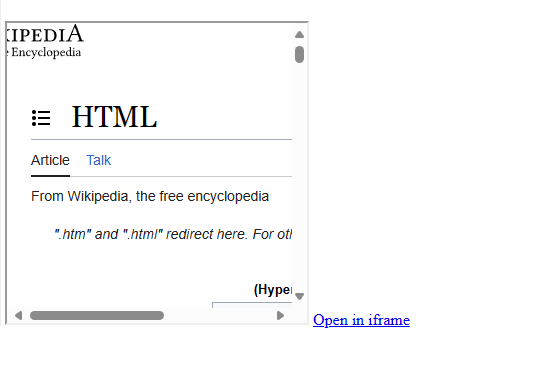 KIPEDIA
Encyclopedia
HTML
Article Talk
From Wikipedia, the free encyclopedia
".htm" and ".html" redirect here. For oth
(Hyper
Open in iframe